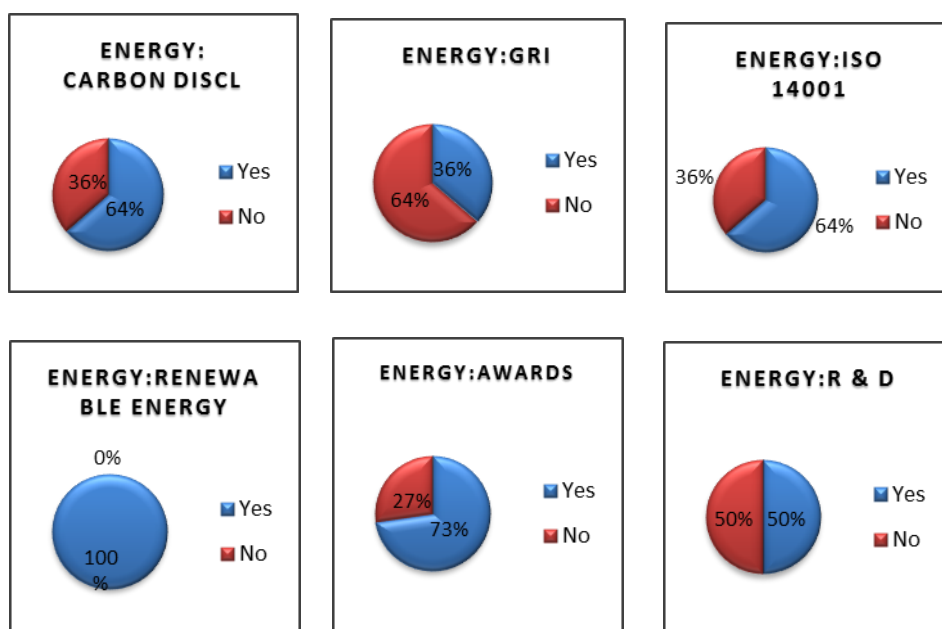 ENERGY:
CARBON DISCL
36%
64%
Yes
No
ENERGY:GRI
36%
64%
Yes
No
ENERGY:ISO
14001
36%
64%
Yes
No
ENERGY:RENEWA
BLE ENERGY
0%
100
%
Yes
No
ENERGY:AWARDS
27%
73%
Yes
No
ENERGY:R & D
50%
50%
Yes
No